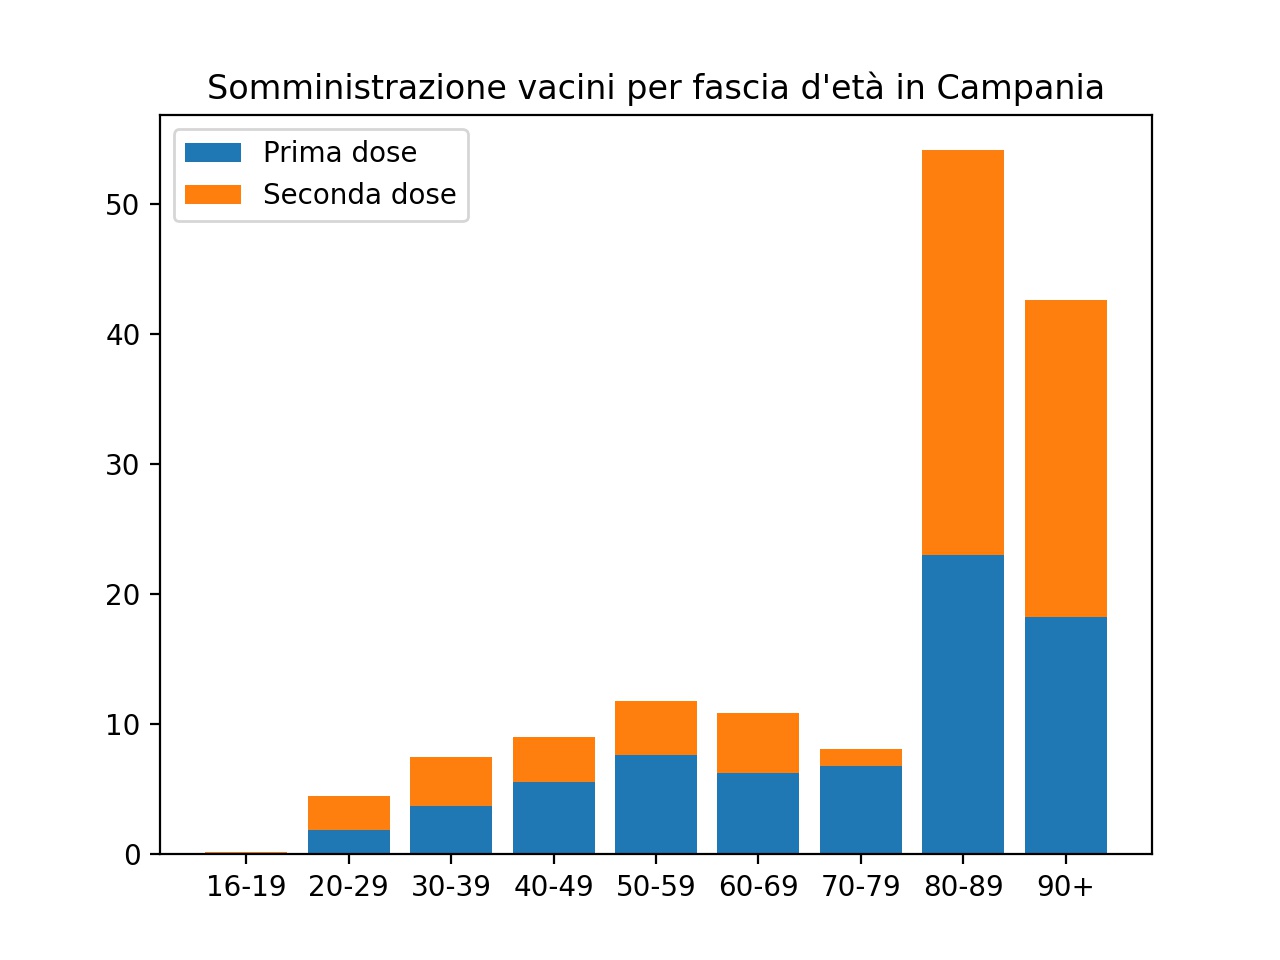 Somministrazione vacini per fascia d'età in Campania
Prima dose
Seconda dose
50
40
30
20
10
0
16-19 20-29 30-39 40-49 50-59 60-69 70-79 80-89 90+